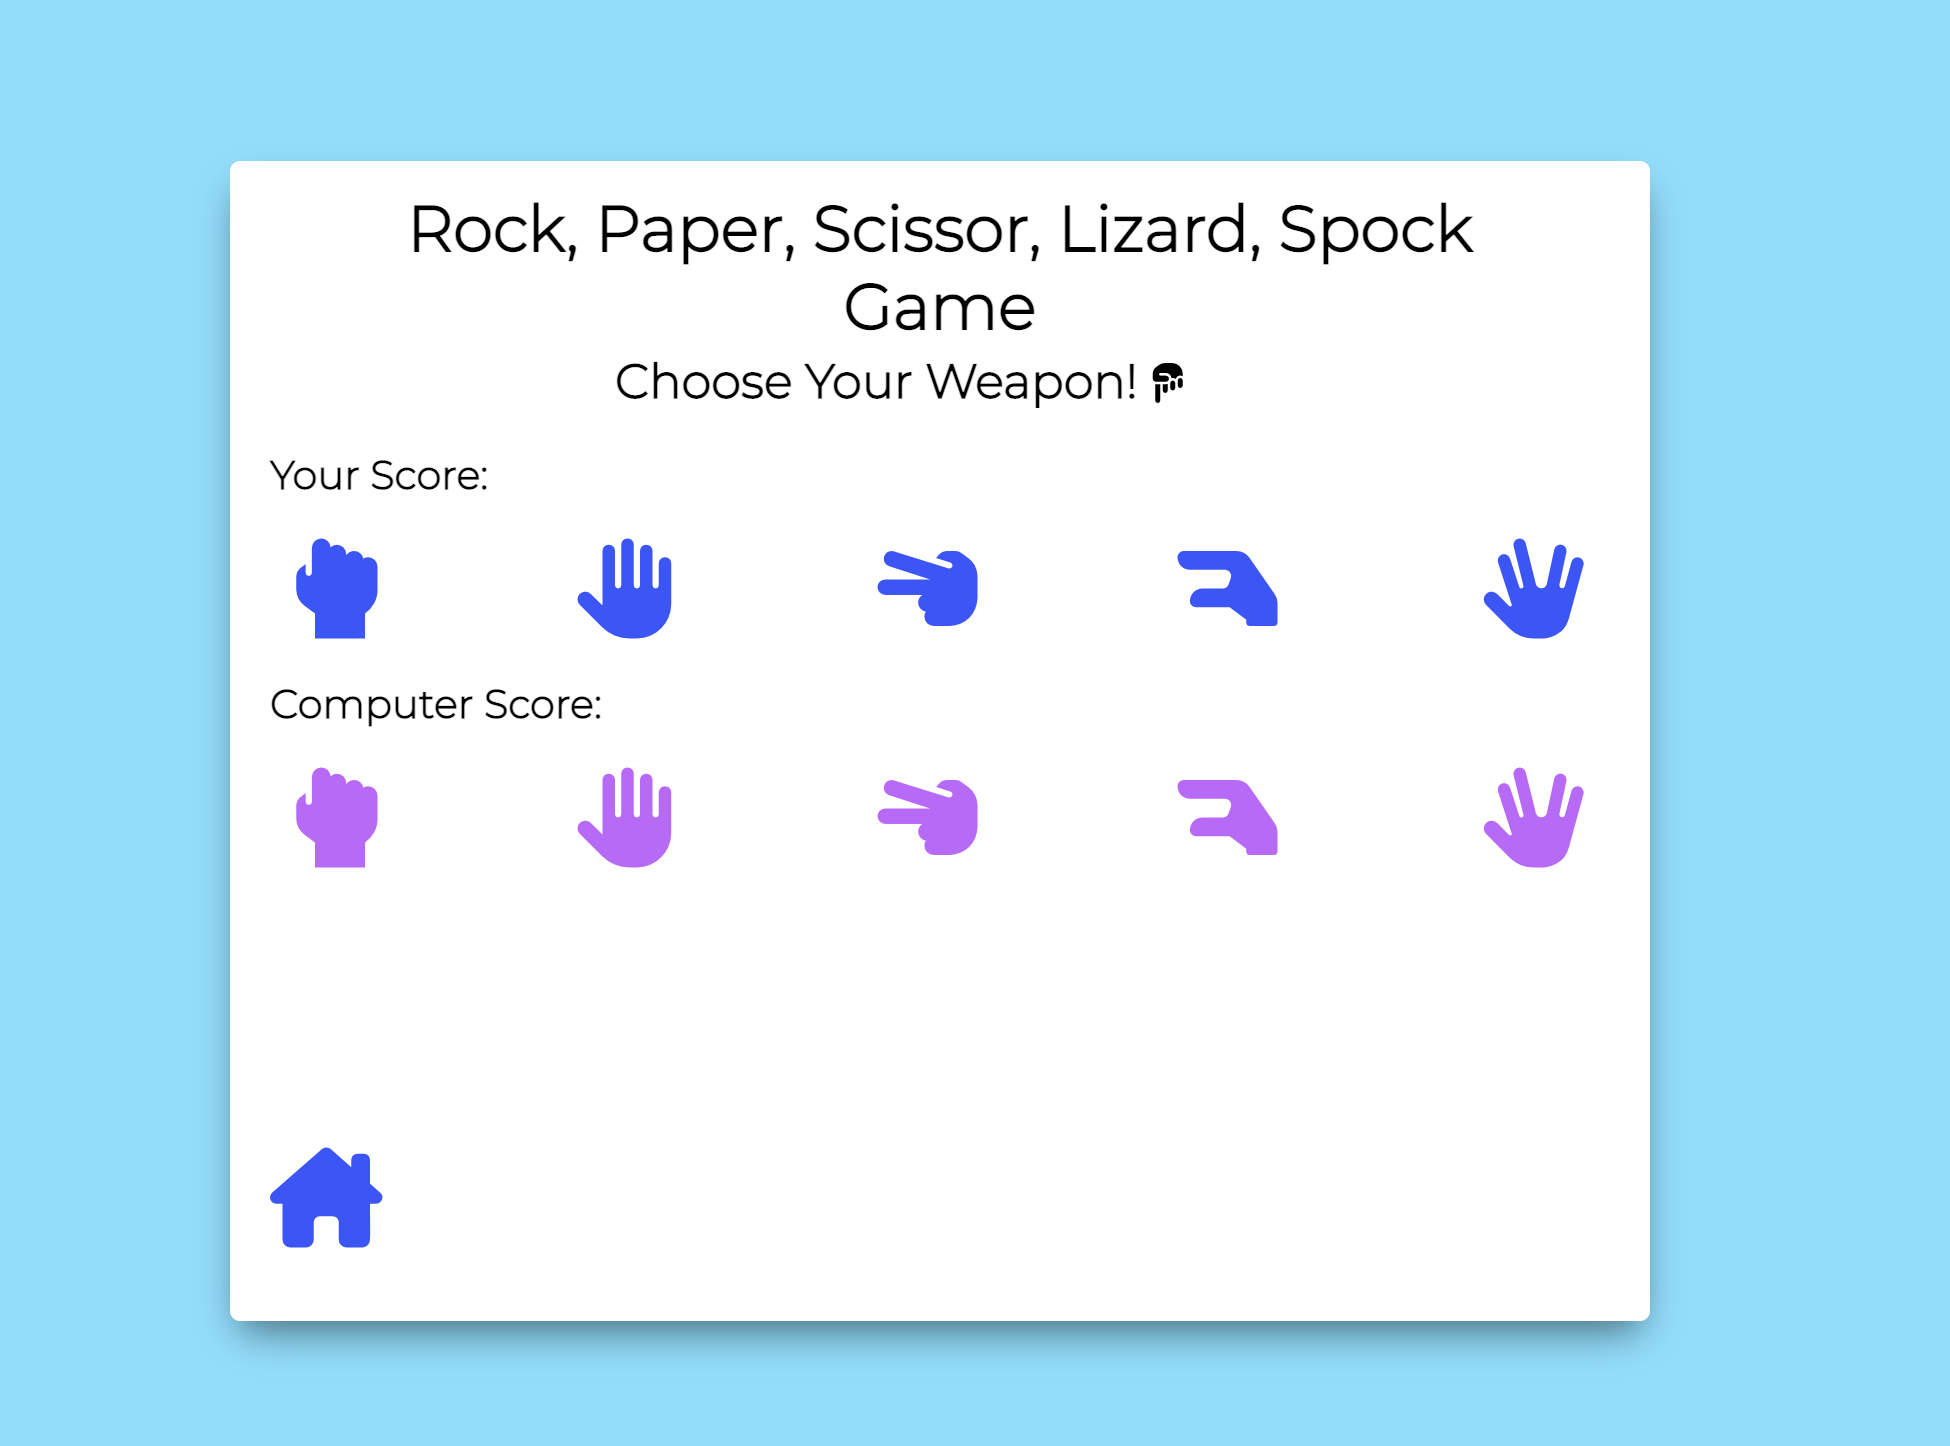 Rock, Paper, Scissor, Lizard, Spock
Game
Choose Your Weapon!
Your Score:
Computer Score: